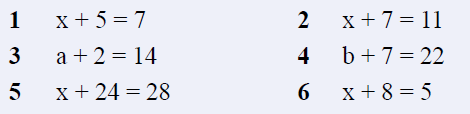 1 x + 5 = 7 2 x + 7 = 11
3 a + 2 = 14 4 b + 7 = 22
5 x + 24 = 28 6 x + 8 = 5